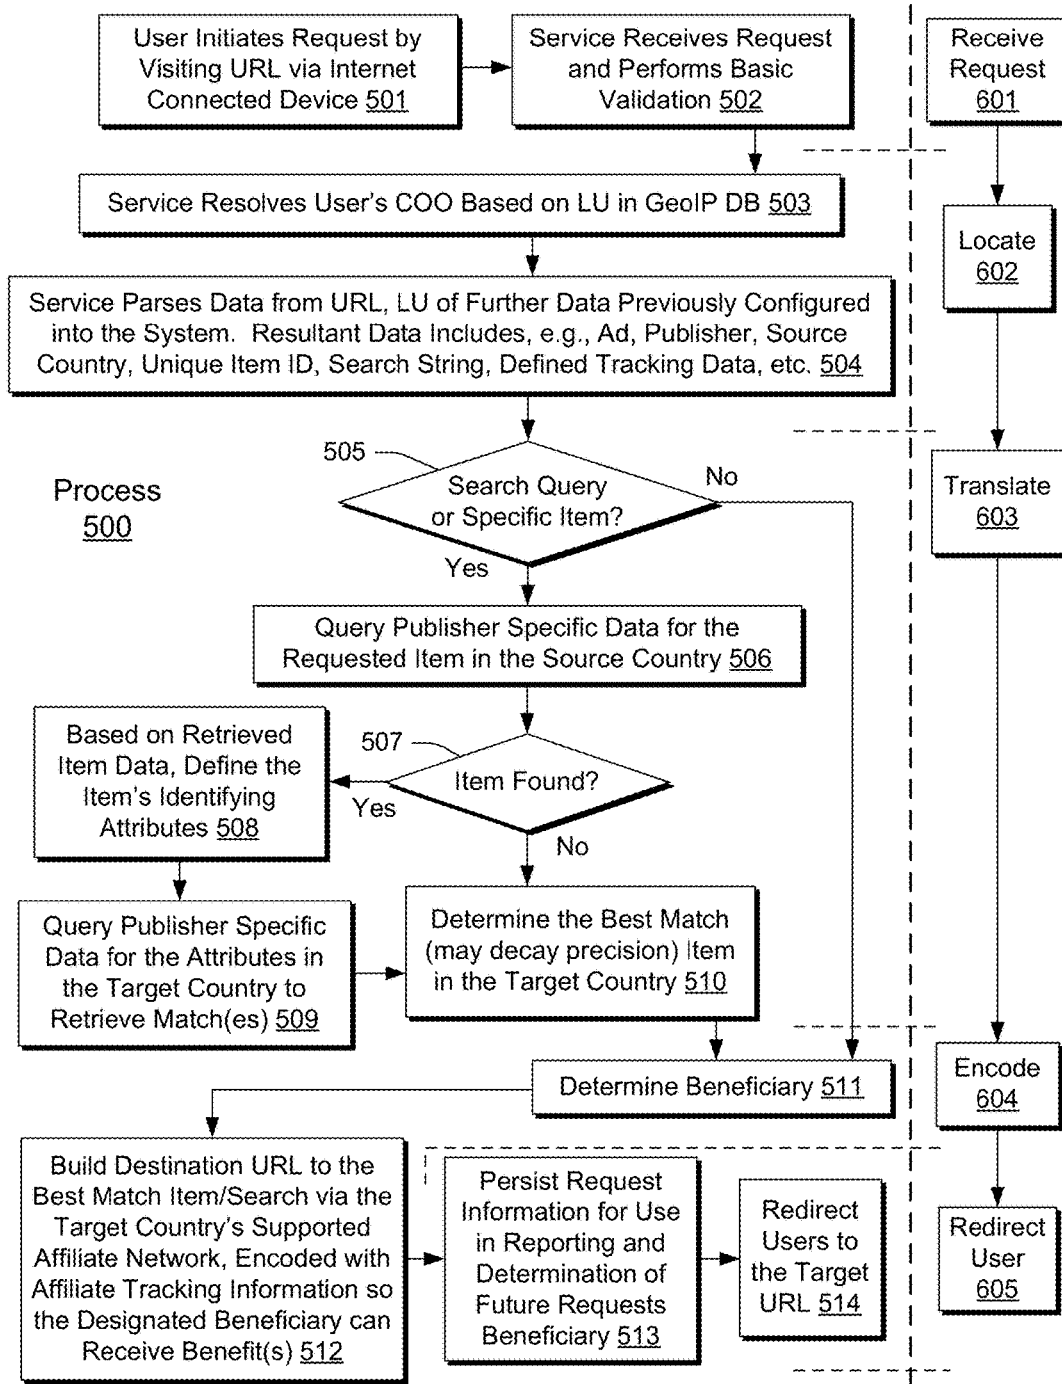 User Initiates Request by
Visiting URL via Internet
Connected Device 501
Service Receives Request
and Performs Basic
Validation 502
Service Resolves User's COO Based on LU in GeoIP DB 503
Service Parses Data from URL, LU of Further Data Previously Configured
into the System. Resultant Data Includes, e.g., Ad, Publisher, Source
Country, Unique Item ID, Search String, Defined Tracking Data, etc. 504
505
Search Query
or Specific Item?
No
Yes
Process
500
Query Publisher Specific Data for the
Requested Item in the Source Country 506
507
Item Found?
Yes
No
Based on Retrieved
Item Data, Define the
Item's Identifying
Attributes 508
Query Publisher Specific
Data for the Attributes in
the Target Country to
Retrieve Match(es) 509
Determine the Best Match
(may decay precision) Item
in the Target Country 510
Determine Beneficiary 511
Build Destination URL to the
Best Match Item/Search via the
Target Country's Supported
Affiliate Network, Encoded with
Affiliate Tracking Information so
the Designated Beneficiary can
Receive Benefit(s) 512
Persist Request
Information for Use
in Reporting and
Determination of
Future Requests
Beneficiary 513
Redirect
Users to
the Target
URL 514
Receive
Request
601
Locate
602
Translate
603
Encode
604
Redirect
User
605